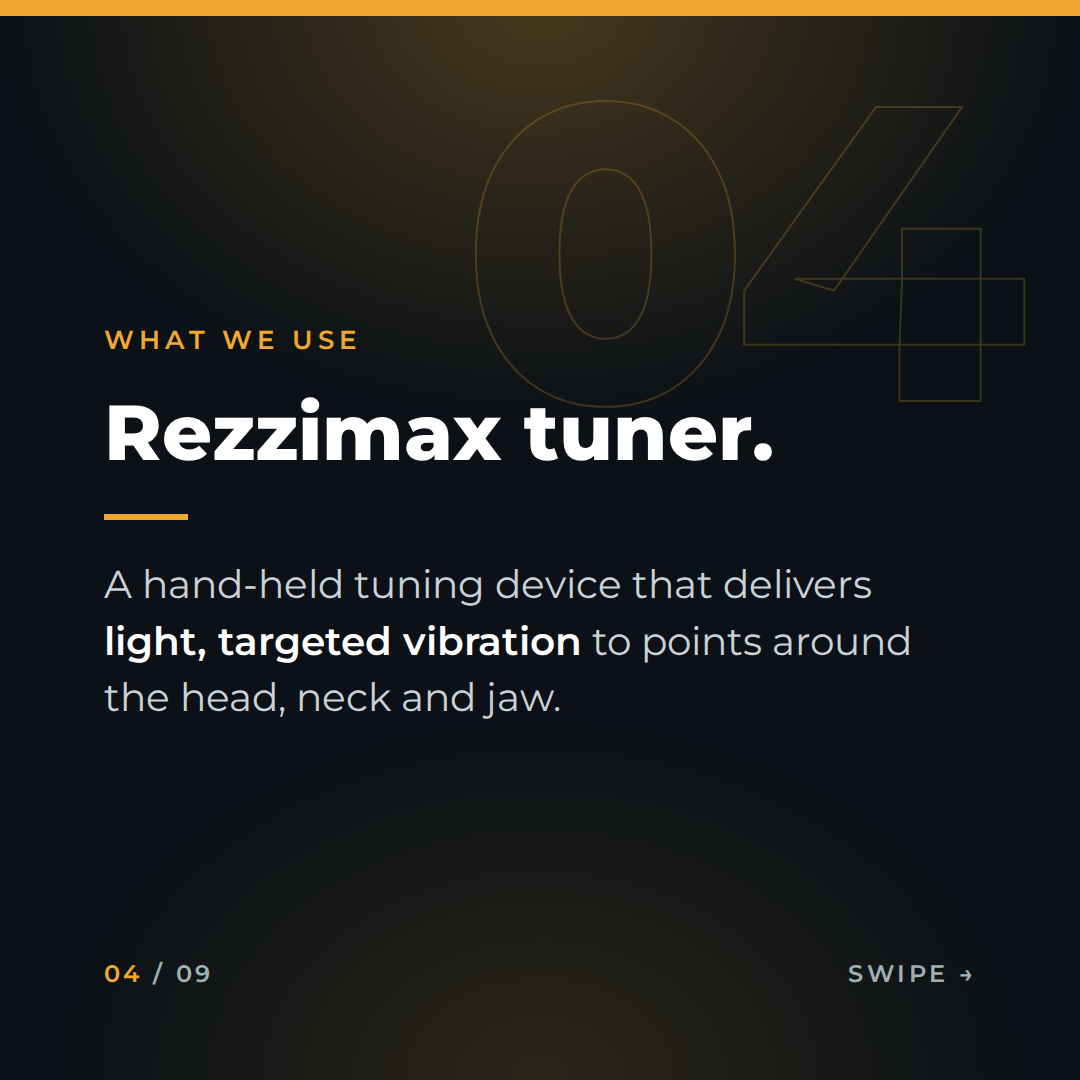 04
WHAT WE USE
Rezzimax tuner.
A hand-held tuning device that delivers
light, targeted vibration to points around
the head, neck and jaw.
04 / 09
SWIPE →